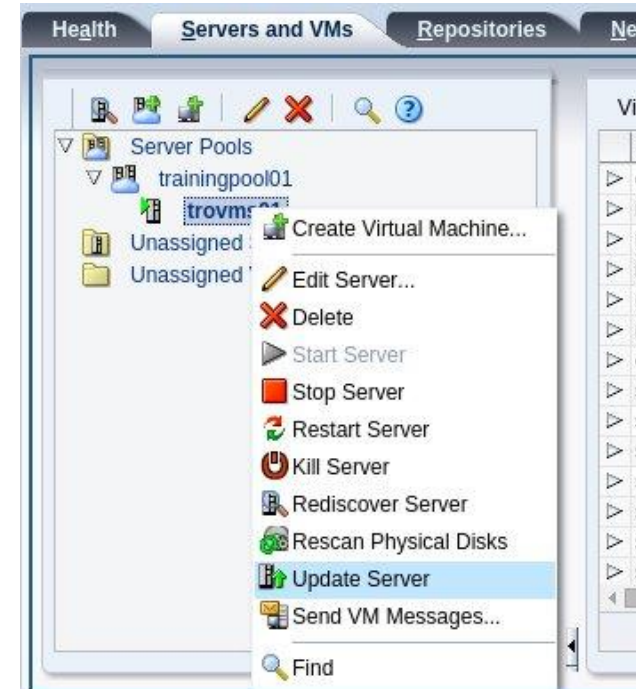 Health Servers and VMs Repositories
Server Pools
trainingpool01
trovms01
Unassigned
Unassigned
Create Virtual Machine...
Edit Server...
Delete
Start Server
Stop Server
Restart Server
Kill Server
Rediscover Server
Rescan Physical Disks
Update Server
Send VM Messages...
Find